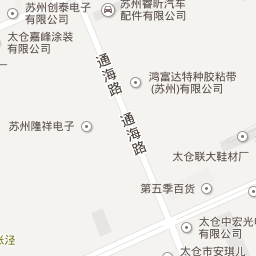 苏州创泰电子
有限公司
苏州睿昕汽车
配件有限公司
太仓嘉峰涂装
有限公司
通海路
鸿富达特种胶粘带
(苏州)有限公司
通海路
苏州隆祥电子
太仓联大鞋材厂
第五季百货
太仓中宏光电
泾
太仓市安琪儿